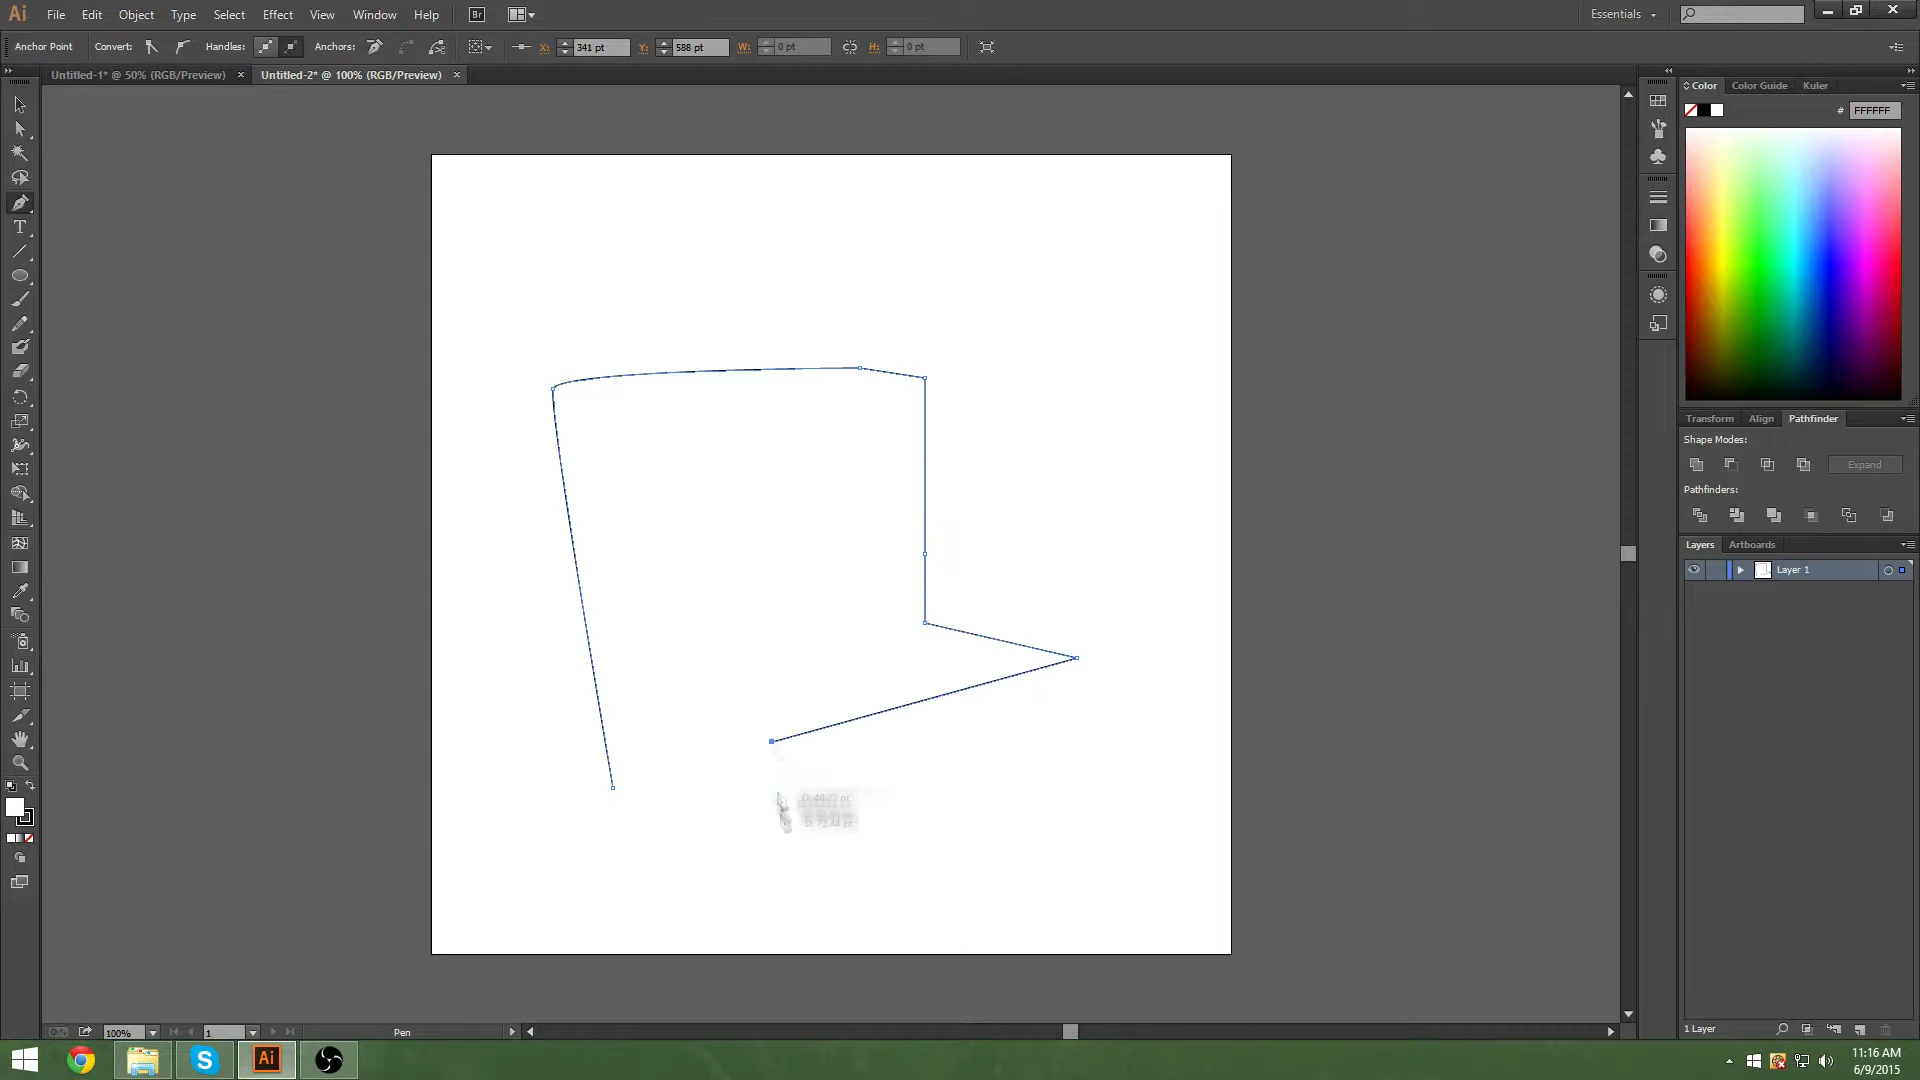 Ai File Edit Object Type Select Effect View Window Help Br Essentials
Anchor Point Convert: Handles: Anchors: X: 341 pt Y: 588 pt W: 0 pt H: 0 pt
Untitled-1* @ 50% (RGB/Preview) × Untitled-2* @ 100% (RGB/Preview) ×
Color Color Guide Kuler
# FFFFFF
T
Transform Align Pathfinder
Shape Modes:
Expand
Pathfinders:
Layers Artboards
Layer 1
1 Layer
100% 1 Pen
Ai
11:16 AM
6/9/2015